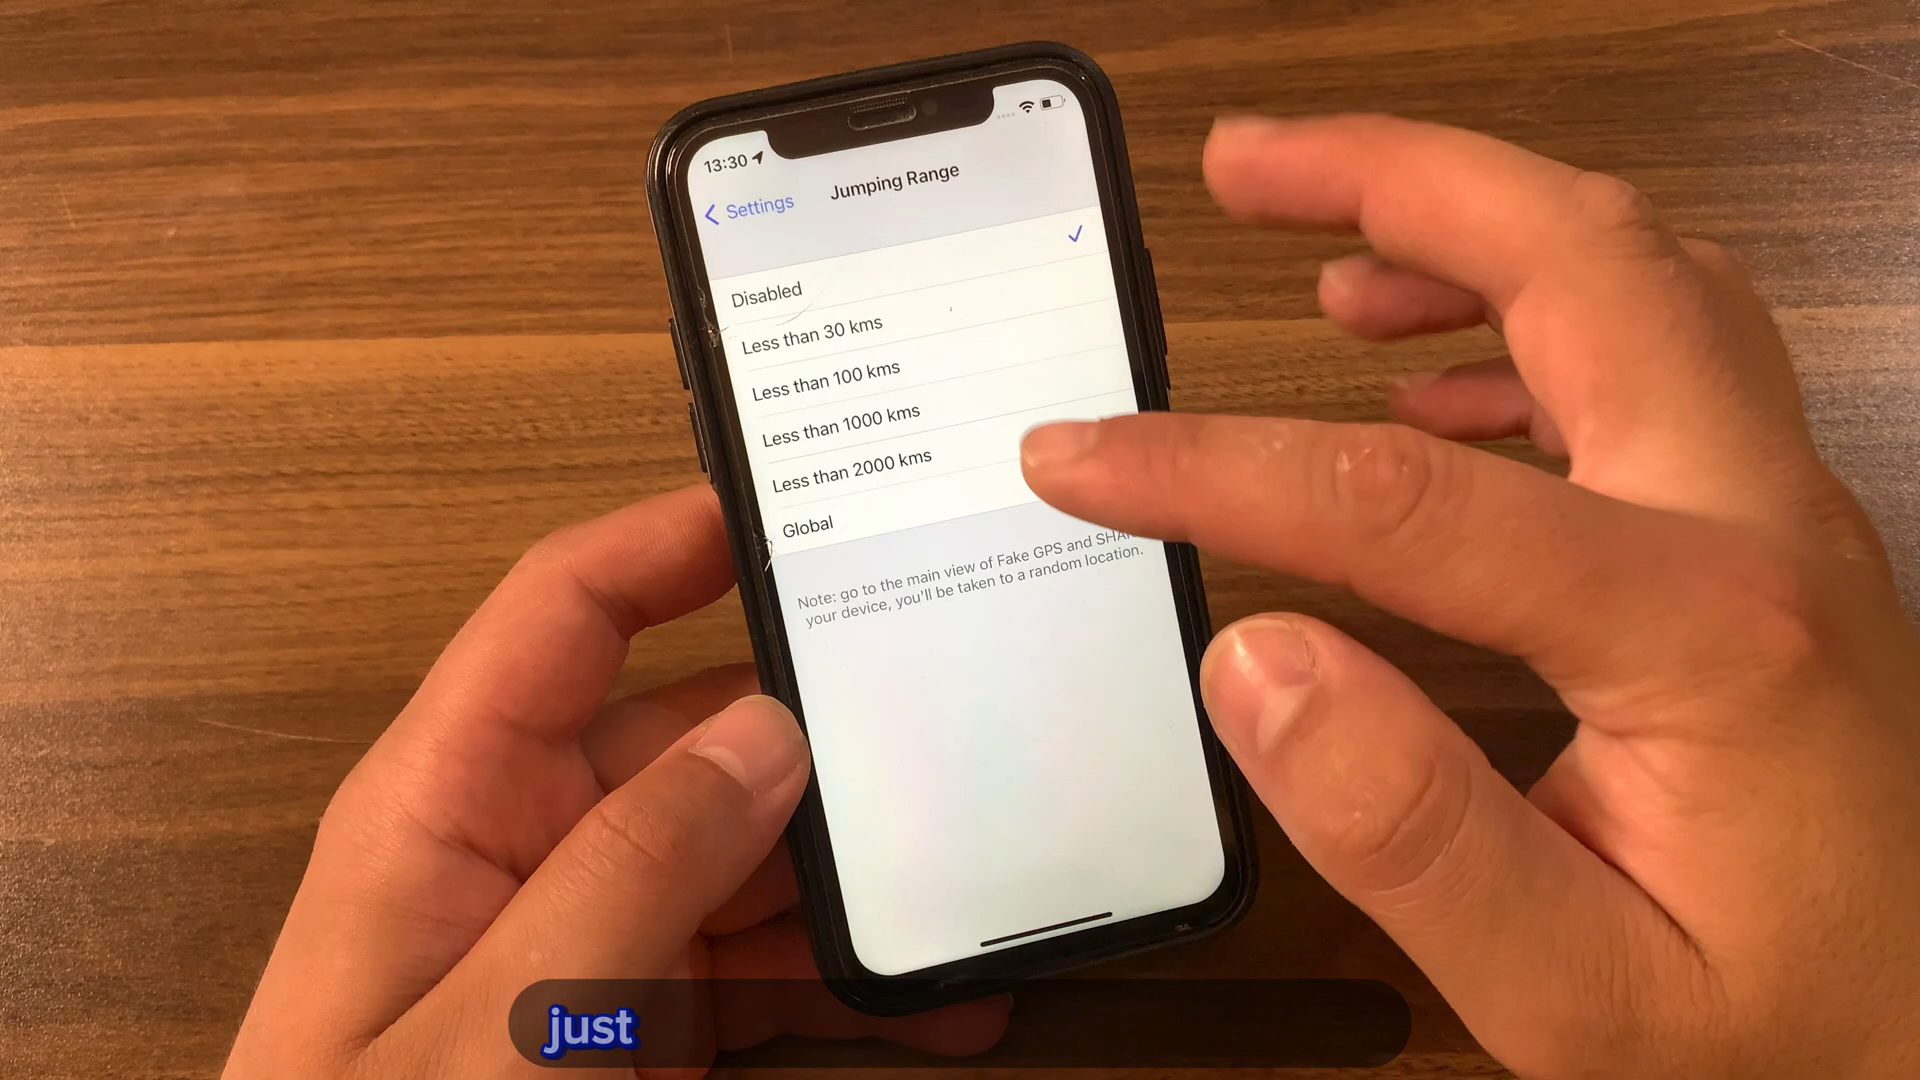 13:30
Settings
Jumping Range
Disabled
Less than 30 kms
Less than 100 kms
Less than 1000 kms
Less than 2000 kms
Global
Note: go to the main view of Fake GPS and
your device, you'll be taken to a random location.
just